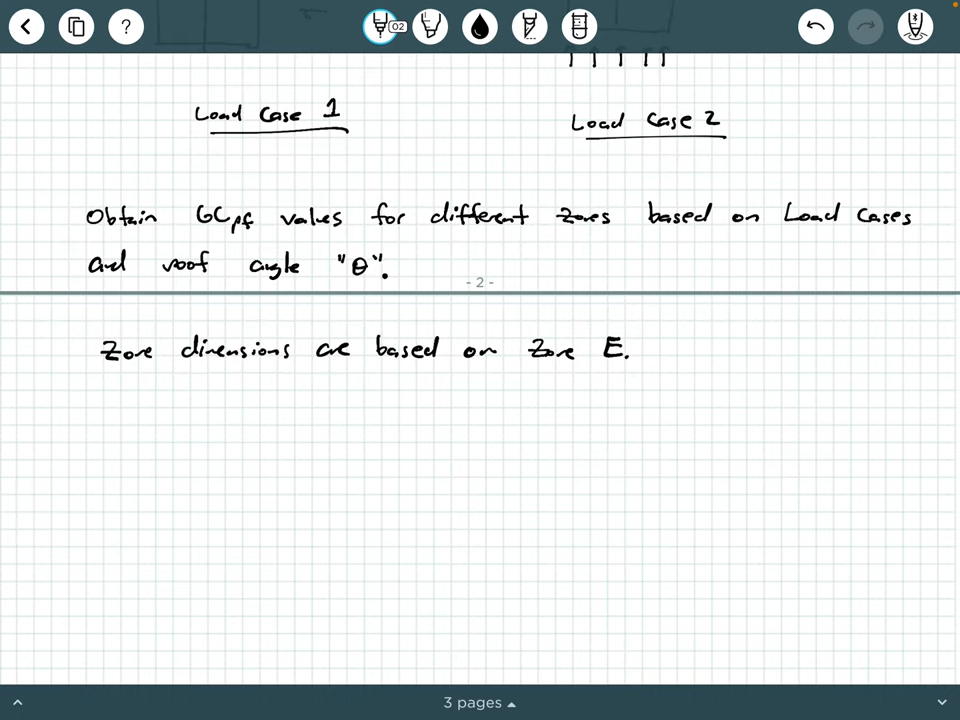 02
Load Case 1
Load Case 2
Obtain GCpf values for different zones based on Load Cases
and roof angle "θ".
- 2 -
Zone dimensions are based on Zone E.
3 pages